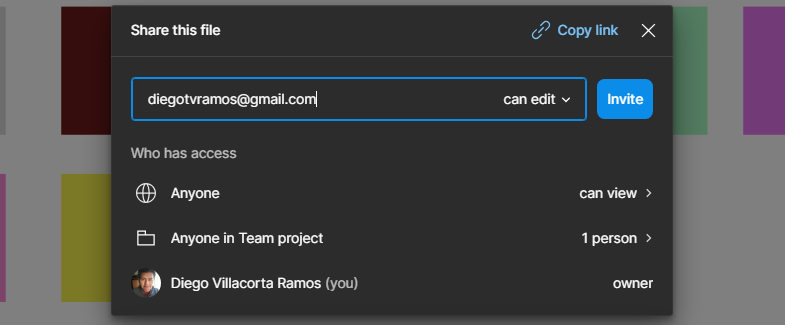 Share this file
Copy link
diegotvramos@gmail.com can edit
Invite
Who has access
Anyone can view
Anyone in Team project 1 person
Diego Villacorta Ramos (you) owner